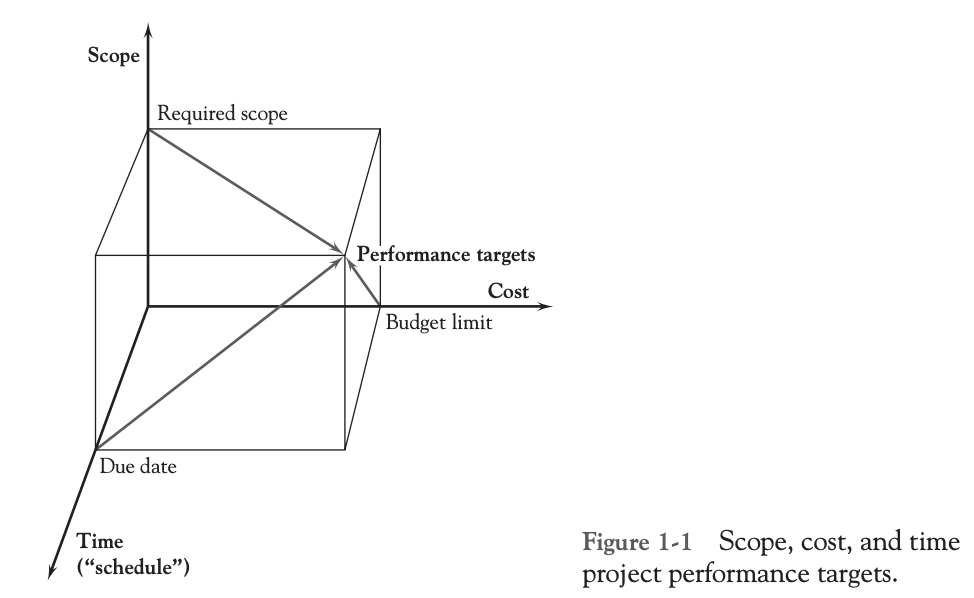 Scope
Required scope
Performance targets
Cost
Budget limit
Due date
Time
(“schedule”)
Figure 1-1 Scope, cost, and time
project performance targets.